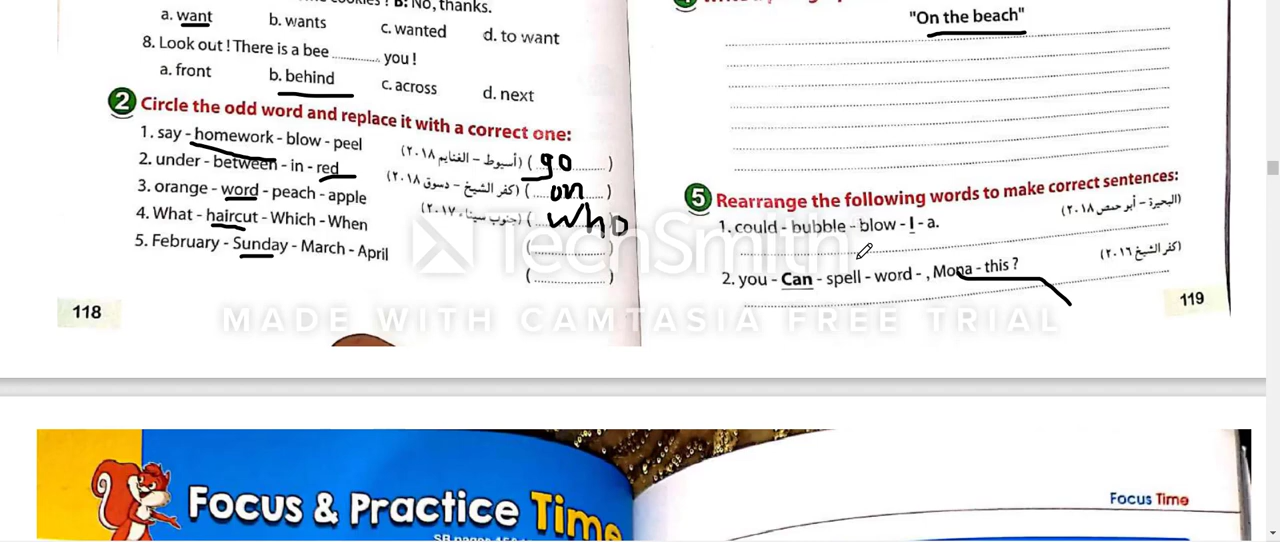 No, thanks.
a. want b. wants c. wanted d. to want
8. Look out ! There is a bee ............ you !
a. front b. behind c. across d. next
2 Circle the odd word and replace it with a correct one:
1. say - homework - blow - peel (أسيوط – الغنايم ٢٠١٨) (go)
2. under - between - in - red (كفر الشيخ – دسوق ٢٠١٨) (on)
3. orange - word - peach - apple (جنوب سيناء ٢٠١٧) (who)
4. What - haircut - Which - When (............)
5. February - Sunday - March - April (............)
118
"On the beach"
5 Rearrange the following words to make correct sentences:
1. could - bubble - blow - I - a. (البحيرة – أبو حمص ٢٠١٨)
2. you - Can - spell - word - , Mona - this ? (كفر الشيخ ٢٠١٦)
119
TechSmith
MADE WITH CAMTASIA FREE TRIAL
Focus & Practice Time
Focus Time